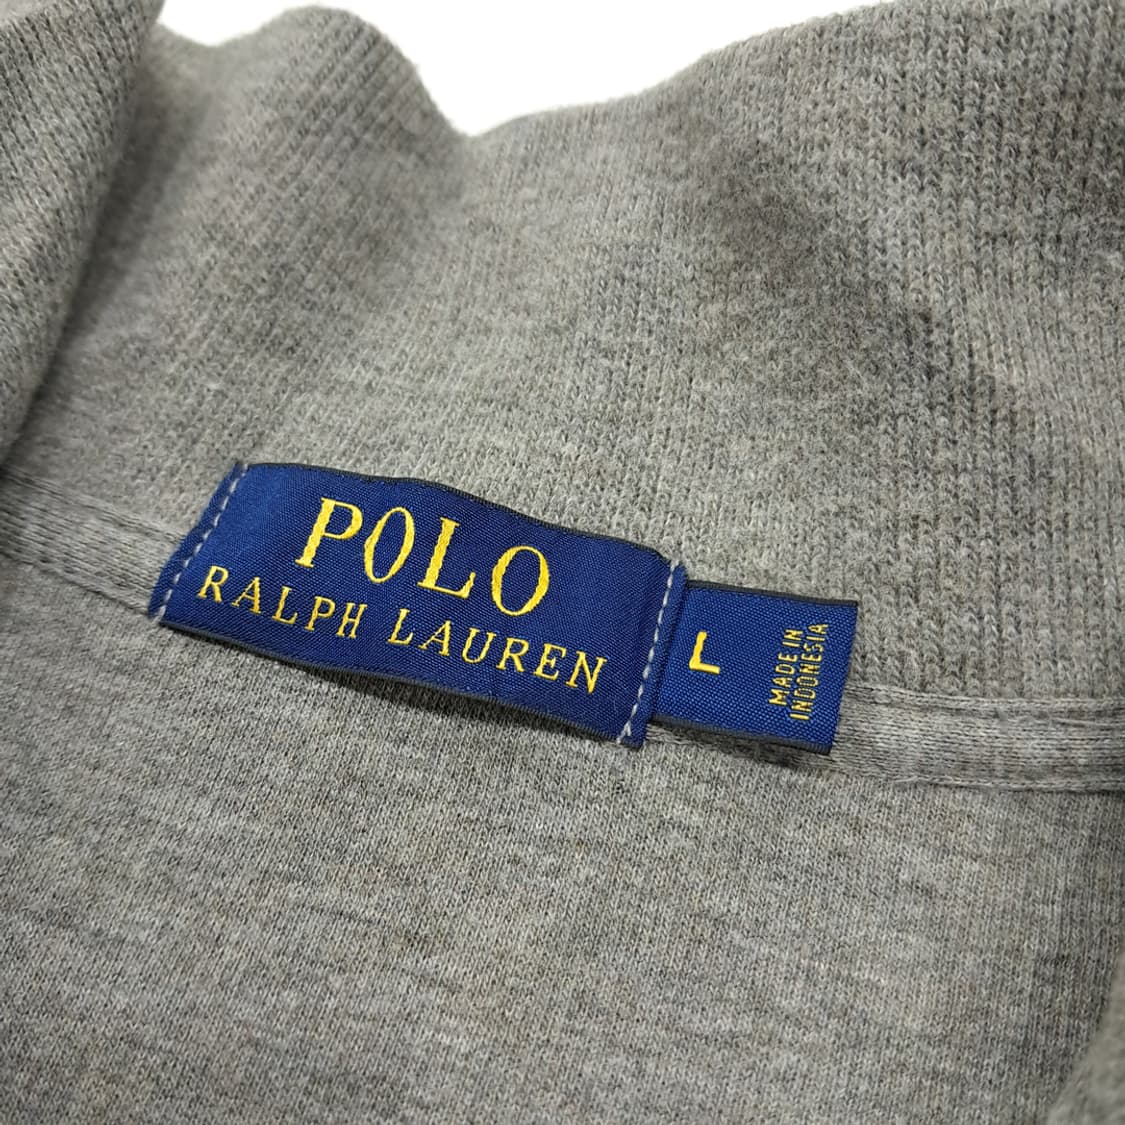 POLO
RALPH LAUREN
L
MADE IN
INDONESIA